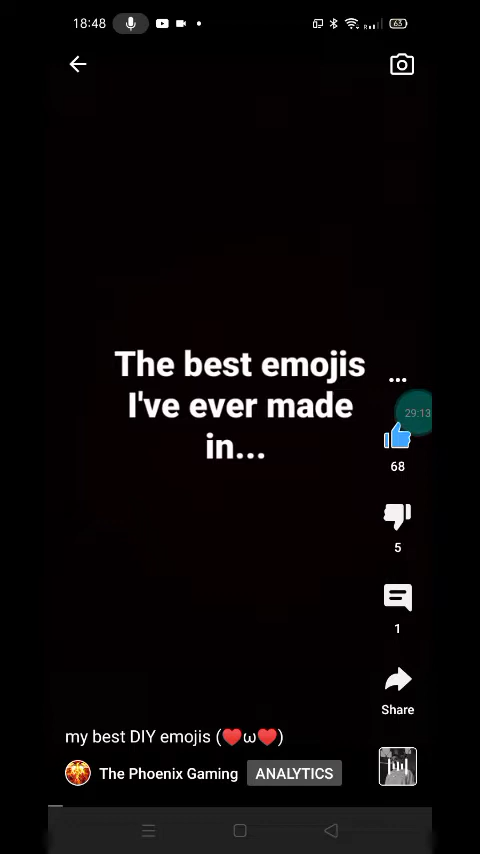 18:48
63
The best emojis
I've ever made
in...
29:13
68
5
1
Share
my best DIY emojis (♥️ω♥️)
The Phoenix Gaming ANALYTICS